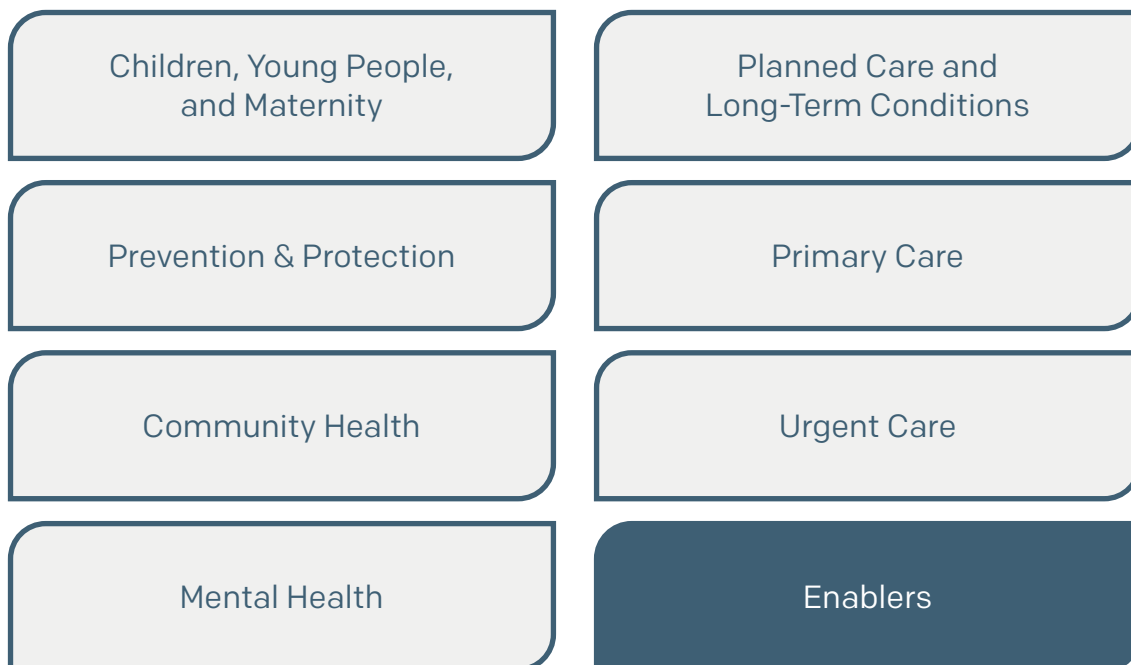 Children, Young People,
and Maternity
Planned Care and
Long-Term Conditions
Prevention & Protection
Primary Care
Community Health
Urgent Care
Mental Health
Enablers